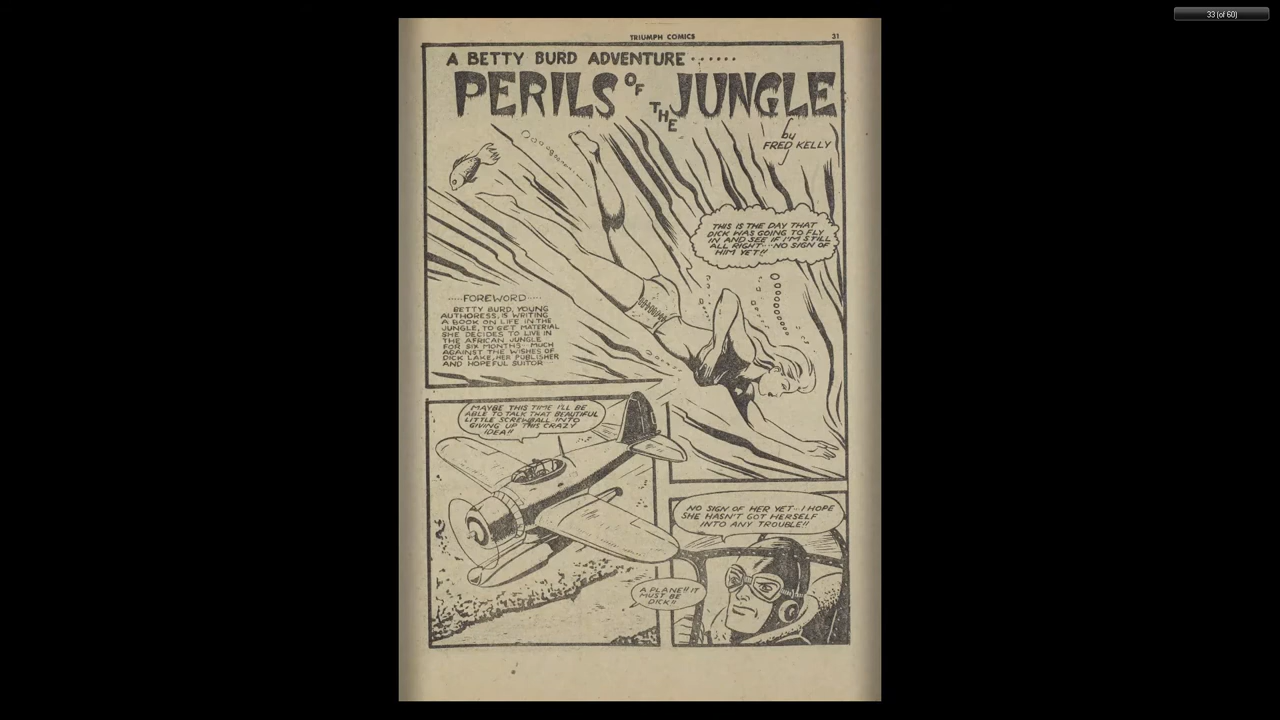 33 (of 60)
TRIUMPH COMICS 31
A BETTY BURD ADVENTURE ......
PERILS OF THE JUNGLE
by
FRED KELLY
THIS IS THE DAY THAT
DICK WAS GOING TO FLY
IN AND SEE IF I'M STILL
ALL RIGHT...NO SIGN OF
HIM YET!!
.....FOREWORD.....
BETTY BURD, YOUNG
AUTHORESS, IS WRITING
A BOOK ON LIFE IN THE
JUNGLE, TO GET MATERIAL
SHE DECIDES TO LIVE IN
THE AFRICAN JUNGLE
FOR SIX MONTHS...MUCH
AGAINST THE WISHES OF
DICK LAKE, HER PUBLISHER
AND HOPEFUL SUITOR
MAYBE THIS TIME I'LL BE
ABLE TO TALK THAT BEAUTIFUL
LITTLE SCREWBALL INTO
GIVING UP THIS CRAZY
IDEA!!
NO SIGN OF HER YET...I HOPE
SHE HASN'T GOT HERSELF
INTO ANY TROUBLE!!
A PLANE!! IT
MUST BE
DICK!!